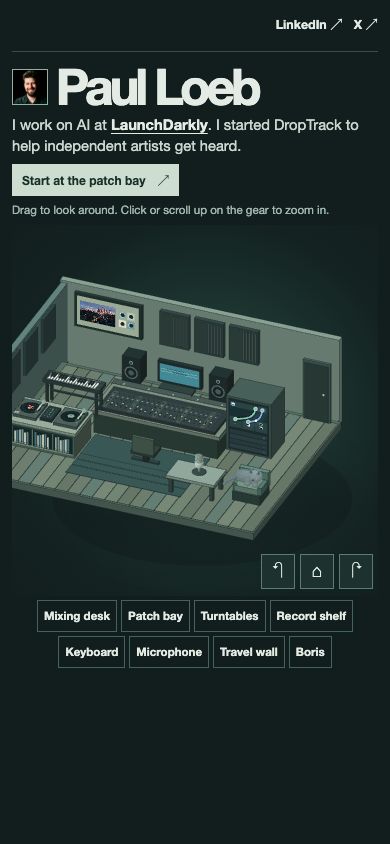 LinkedIn ↗ X ↗
Paul Loeb
I work on AI at LaunchDarkly. I started DropTrack to
help independent artists get heard.
Start at the patch bay ↗
Drag to look around. Click or scroll up on the gear to zoom in.
Mixing desk Patch bay Turntables Record shelf
Keyboard Microphone Travel wall Boris